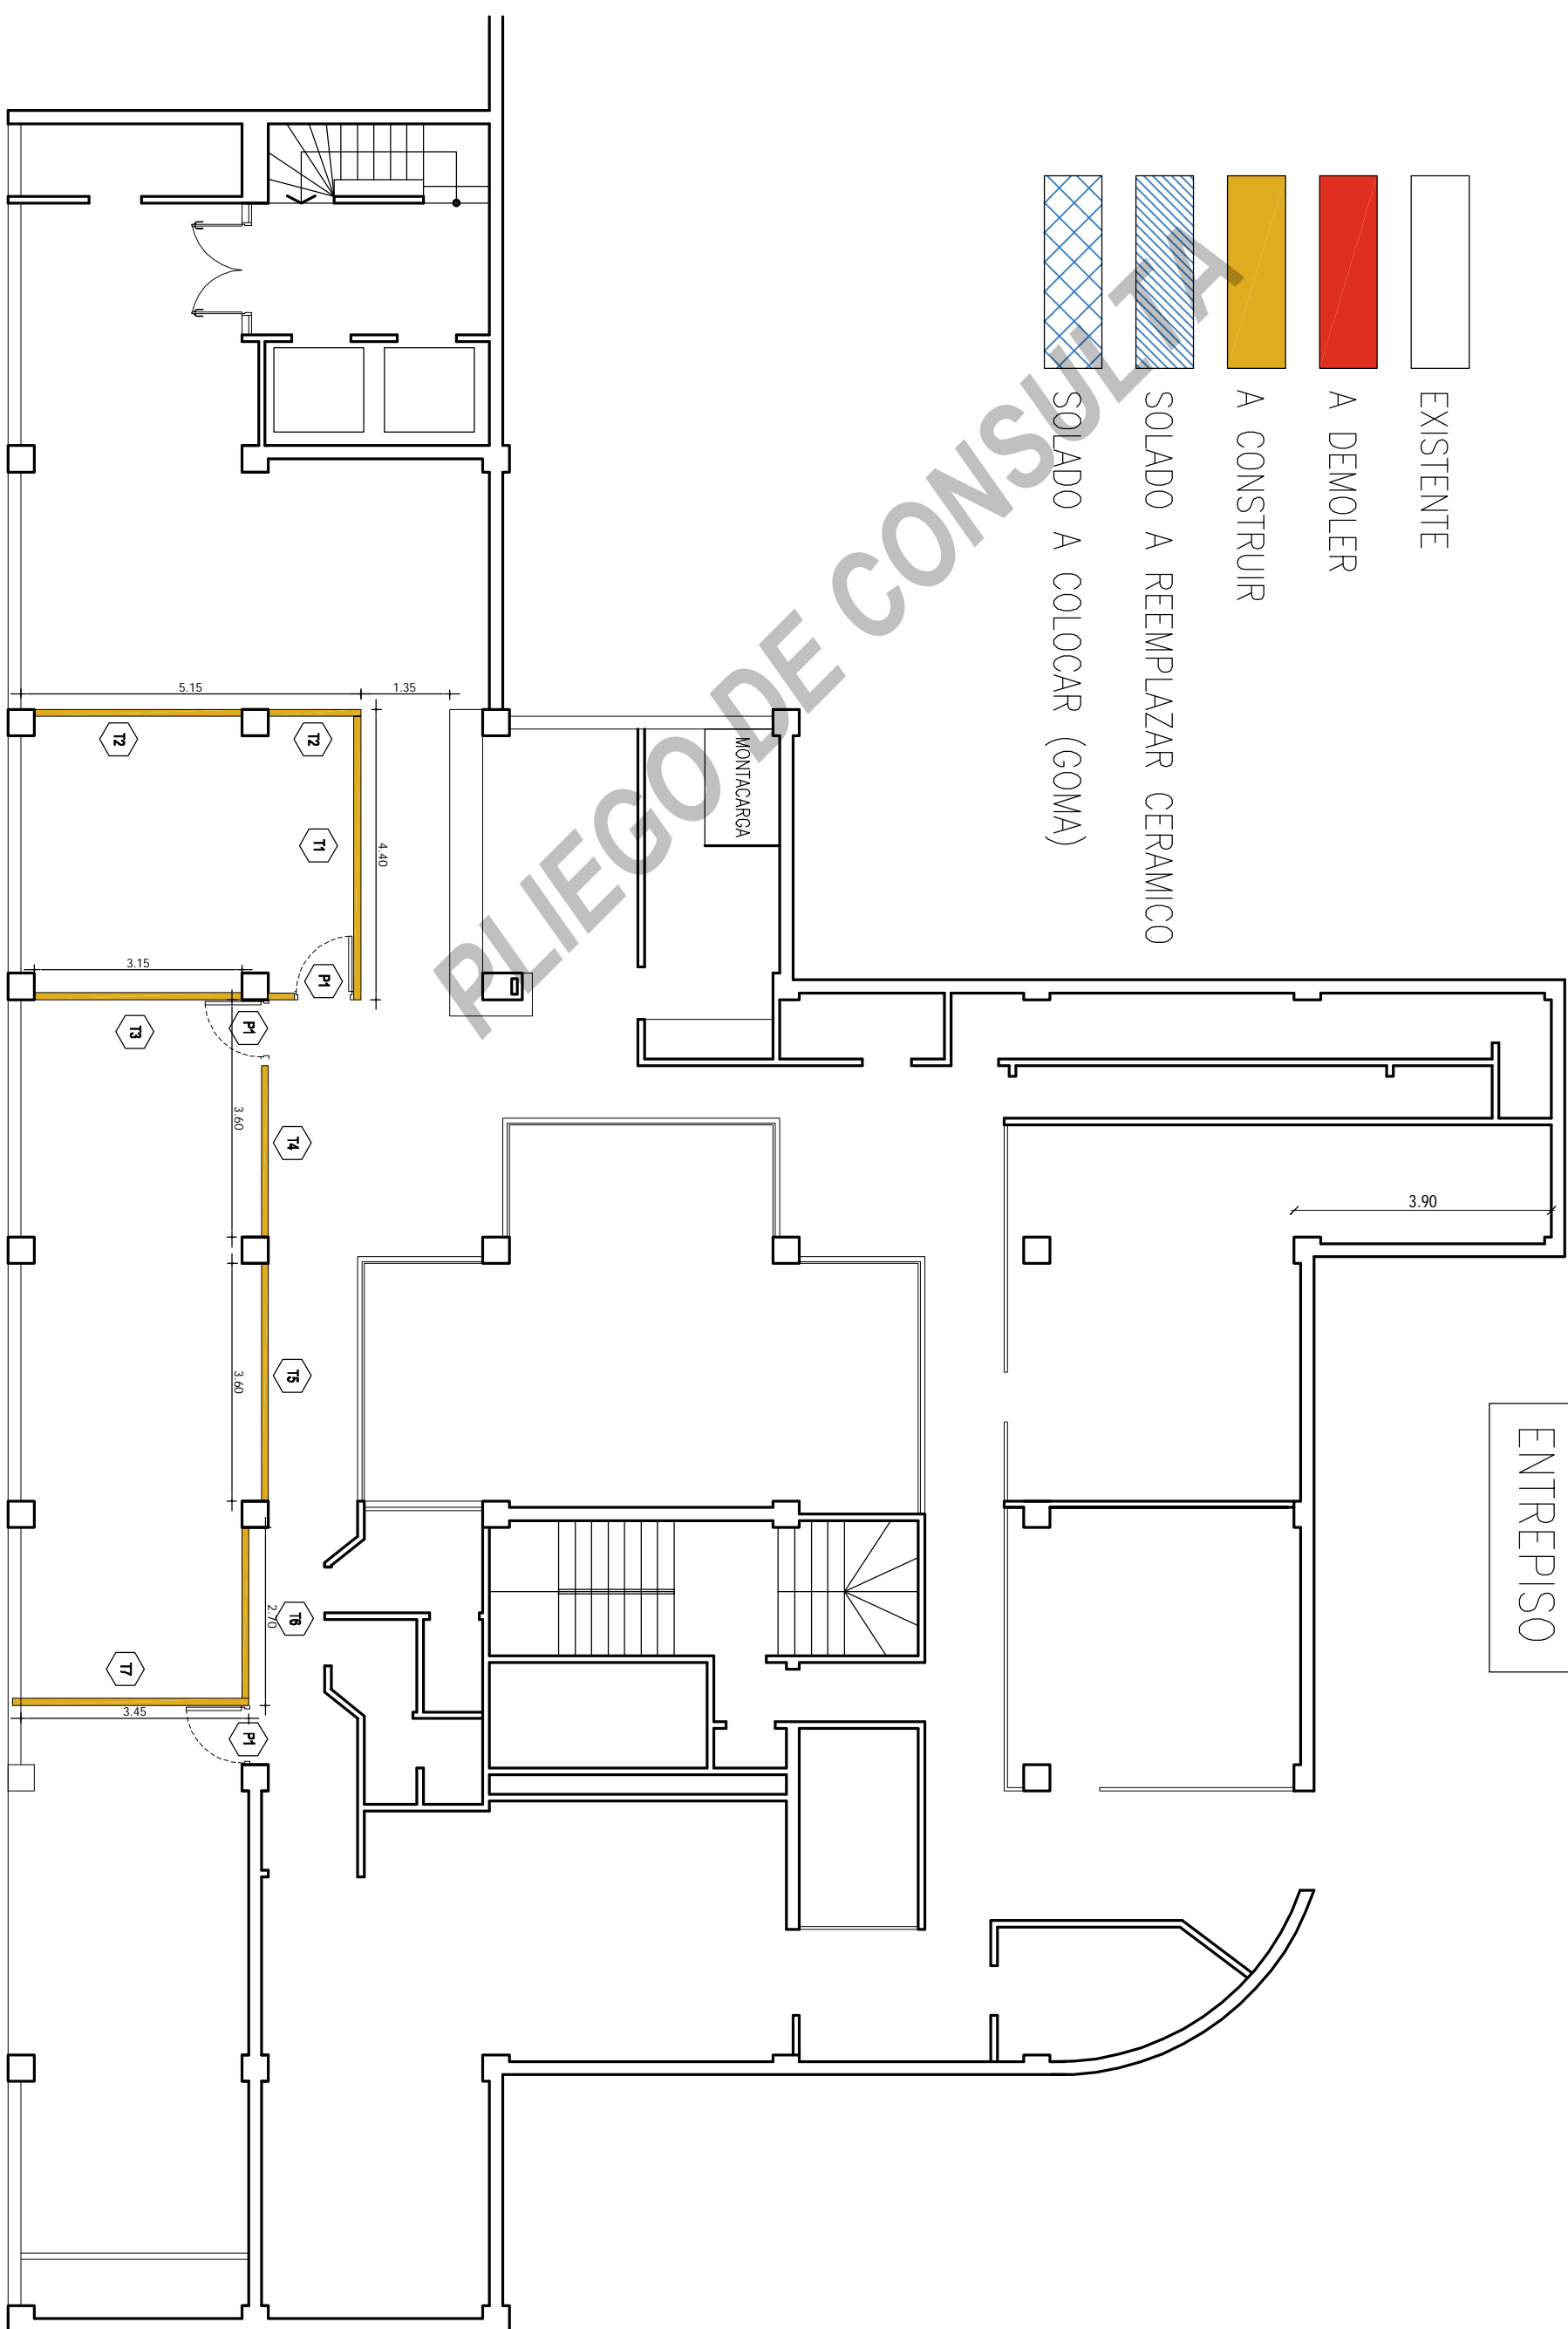 ENTREPISO
EXISTENTE
A DEMOLER
A CONSTRUIR
SOLADO A REEMPLAZAR CERAMICO
SOLADO A COLOCAR (GOMA)
PLIEGO DE CONSULTA
MONTACARGA
3.90
1.35
5.15
4.40
T2
T2
T1
P1
3.15
T3
P1
3.60
T4
3.60
T5
2.70
T6
T7
3.45
P1